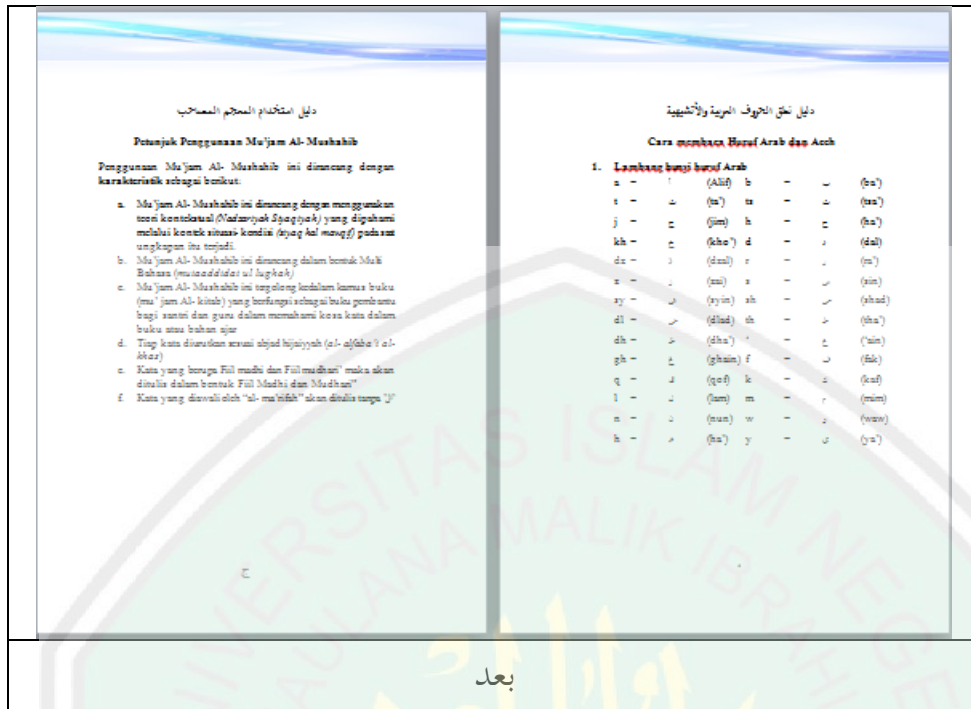 دليل استخدام المعجم المصاحب
Petunjuk Penggunaan Mu'jam Al- Mushahib
Penggunaan Mu'jam Al- Mushahib ini dirancang dengan
karakteristik sebagai berikut:
a. Mu'jam Al- Mushahib ini dirancang dengan menggunakan
teori kontekstual (Nadzariyah Siyaqiyah) yang dipahami
melalui kontek situasi- kondisi (siyaq hal mauqf) pada saat
ungkapan itu terjadi.
b. Mu'jam Al- Mushahib ini dirancang dalam bentuk Multi
Bahasa (mutaaddidat ul lughah)
c. Mu'jam Al- Mushahib ini tergolong kedalam kamus buku
(mu' jam Al- kitab) yang berfungsi sebagai buku pembantu
bagi santri dan guru dalam memahami kosa kata dalam
buku atau bahan ajar
d. Tiap kata diurutkan sesuai abjad hijaiyyah (al- alfaba'i al-
khas)
e. Kata yang berupa Fiil madhi dan Fiil mudhari' maka akan
ditulis dalam bentuk Fiil Madhi dan Mudhari"
f. Kata yang diawali oleh "al- ma'rifah" akan ditulis tanpa "J"
ج
دليل نطق الحروف العربية والأتشيهية
Cara membaca Huruf Arab dan Aceh
1. Lambang bunyi huruf Arab
a = أ (Alif) b = ب (ba')
t = ت (ta') ts = ث (tsa')
j = ج (jim) h = ح (ha')
kh = خ (kho') d = د (dal)
dz = ذ (dzal) r = ر (ra')
z = ز (zai) s = (sin)
sy = (syin) sh = (shad)
dl = (dlad) th = (tha')
dh = (dha') ' = ع ('ain)
gh = غ (ghain) f = (fak)
q = (qof) k = (kaf)
l = (lam) m = م (mim)
n = (nun) w = و (waw)
h = (ha') y = ي (ya')
بعد